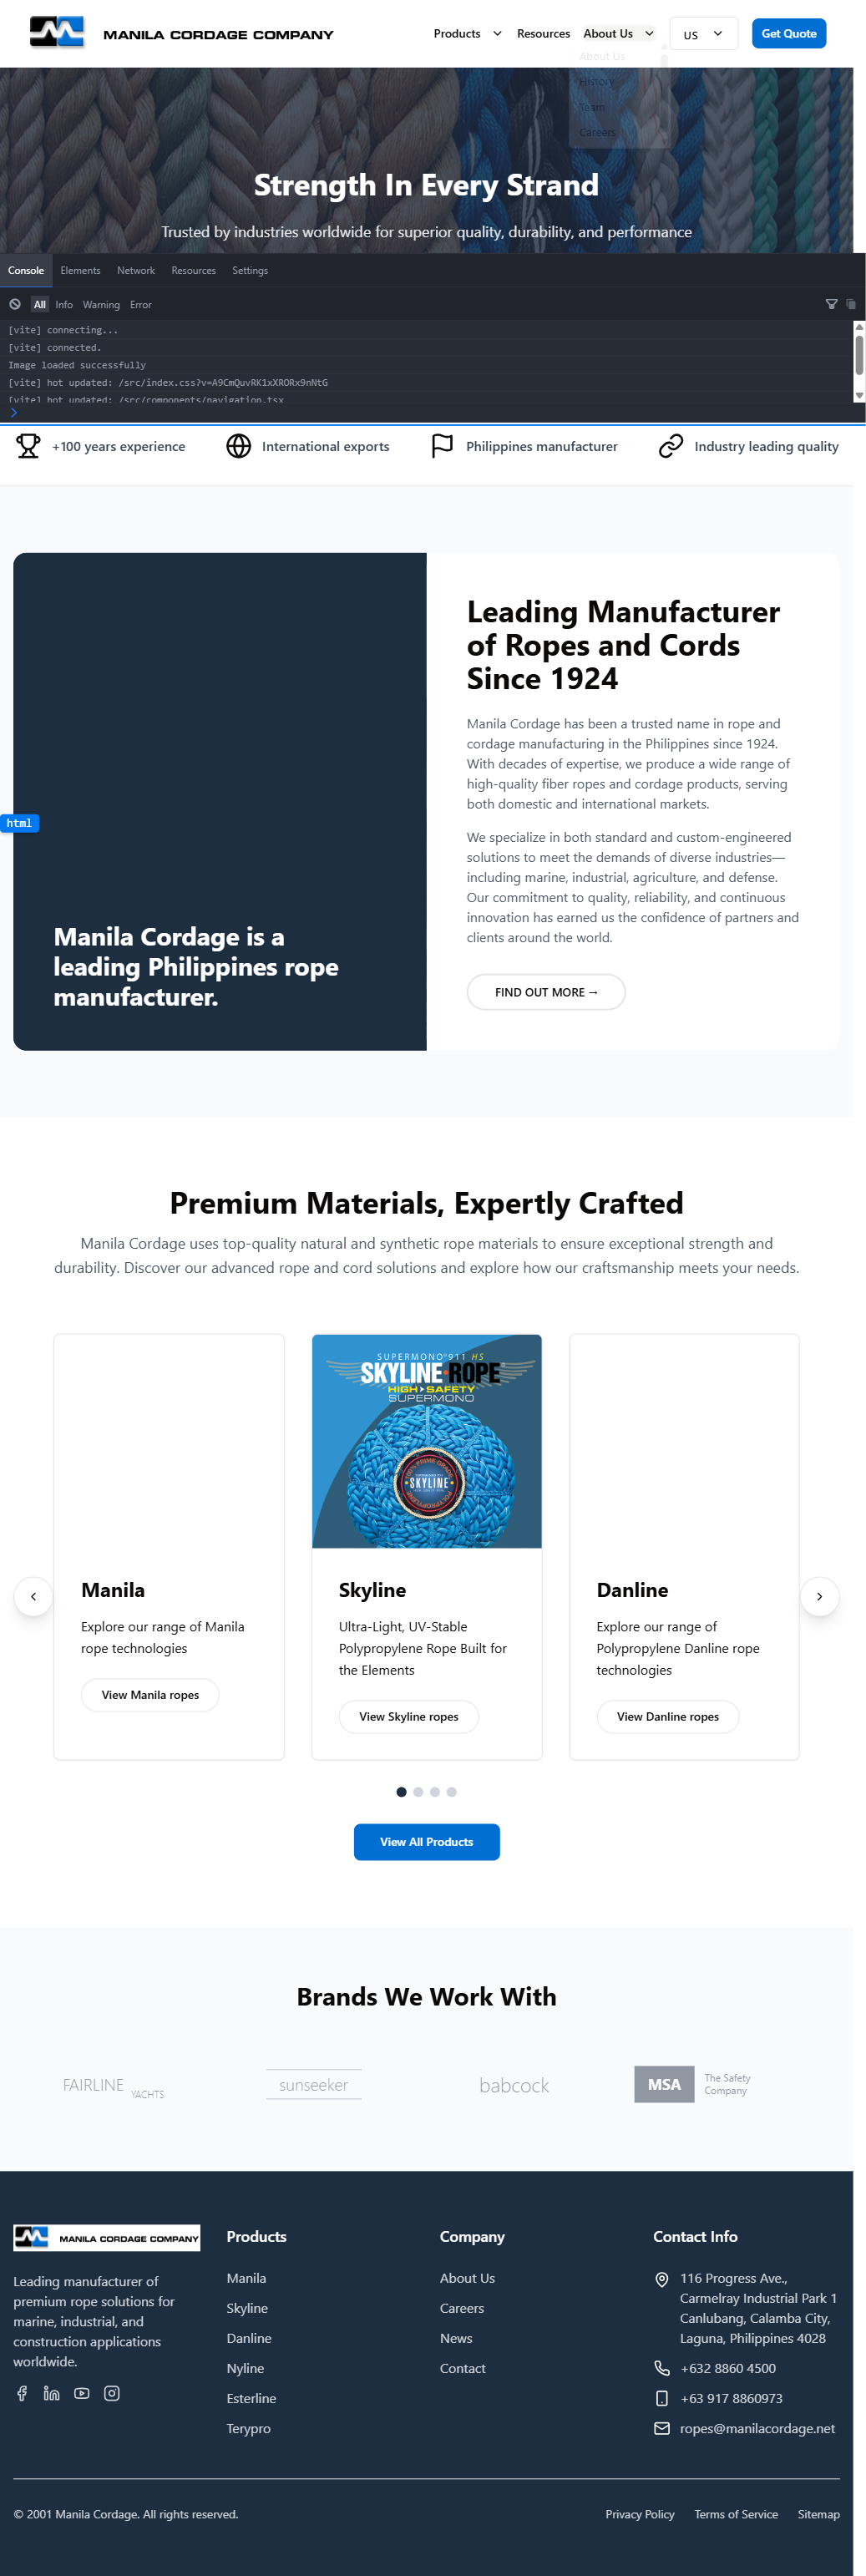 MANILA CORDAGE COMPANY
Products Resources About Us US Get Quote
About Us
History
Team
Careers
Strength In Every Strand
Trusted by industries worldwide for superior quality, durability, and performance
Console Elements Network Resources Settings
All Info Warning Error
[vite] connecting...
[vite] connected.
Image loaded successfully
[vite] hot updated: /src/index.css?v=A9CmQuvRK1xXRORx9nNtG
[vite] hot updated: /src/components/navigation.tsx
+100 years experience International exports Philippines manufacturer Industry leading quality
html
Manila Cordage is a
leading Philippines rope
manufacturer.
Leading Manufacturer
of Ropes and Cords
Since 1924
Manila Cordage has been a trusted name in rope and
cordage manufacturing in the Philippines since 1924.
With decades of expertise, we produce a wide range of
high-quality fiber ropes and cordage products, serving
both domestic and international markets.
We specialize in both standard and custom-engineered
solutions to meet the demands of diverse industries—
including marine, industrial, agriculture, and defense.
Our commitment to quality, reliability, and continuous
innovation has earned us the confidence of partners and
clients around the world.
FIND OUT MORE →
Premium Materials, Expertly Crafted
Manila Cordage uses top-quality natural and synthetic rope materials to ensure exceptional strength and
durability. Discover our advanced rope and cord solutions and explore how our craftsmanship meets your needs.
Manila
Explore our range of Manila
rope technologies
View Manila ropes
SUPERMONO®911 HS
SKYLINE ROPE
HIGH SAFETY
SUPERMONO
SKYLINE
Skyline
Ultra-Light, UV-Stable
Polypropylene Rope Built for
the Elements
View Skyline ropes
Danline
Explore our range of
Polypropylene Danline rope
technologies
View Danline ropes
View All Products
Brands We Work With
FAIRLINE YACHTS
sunseeker
babcock
MSA The Safety
Company
MANILA CORDAGE COMPANY
Leading manufacturer of
premium rope solutions for
marine, industrial, and
construction applications
worldwide.
Products
Manila
Skyline
Danline
Nyline
Esterline
Terypro
Company
About Us
Careers
News
Contact
Contact Info
116 Progress Ave.,
Carmelray Industrial Park 1
Canlubang, Calamba City,
Laguna, Philippines 4028
+632 8860 4500
+63 917 8860973
ropes@manilacordage.net
© 2001 Manila Cordage. All rights reserved.
Privacy Policy Terms of Service Sitemap